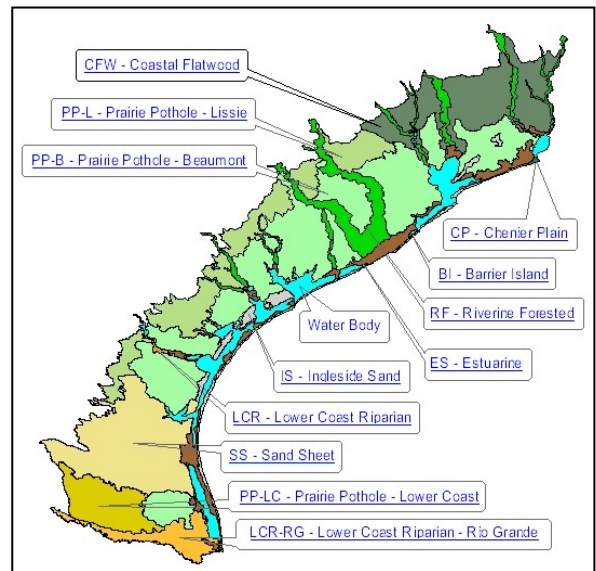 CFW - Coastal Flatwood
PP-L - Prairie Pothole - Lissie
PP-B - Prairie Pothole - Beaumont
CP - Chenier Plain
BI - Barrier Island
RF - Riverine Forested
Water Body
ES - Estuarine
IS - Ingleside Sand
LCR - Lower Coast Riparian
SS - Sand Sheet
PP-LC - Prairie Pothole - Lower Coast
LCR-RG - Lower Coast Riparian - Rio Grande